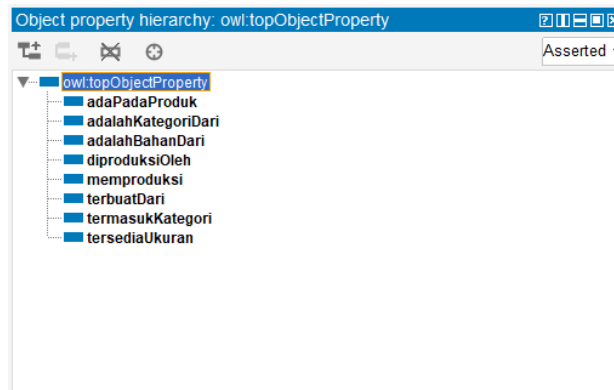 Object property hierarchy: owl:topObjectProperty
Asserted
owl:topObjectProperty
adaPadaProduk
adalahKategoriDari
adalahBahanDari
diproduksiOleh
memproduksi
terbuatDari
termasukKategori
tersediaUkuran